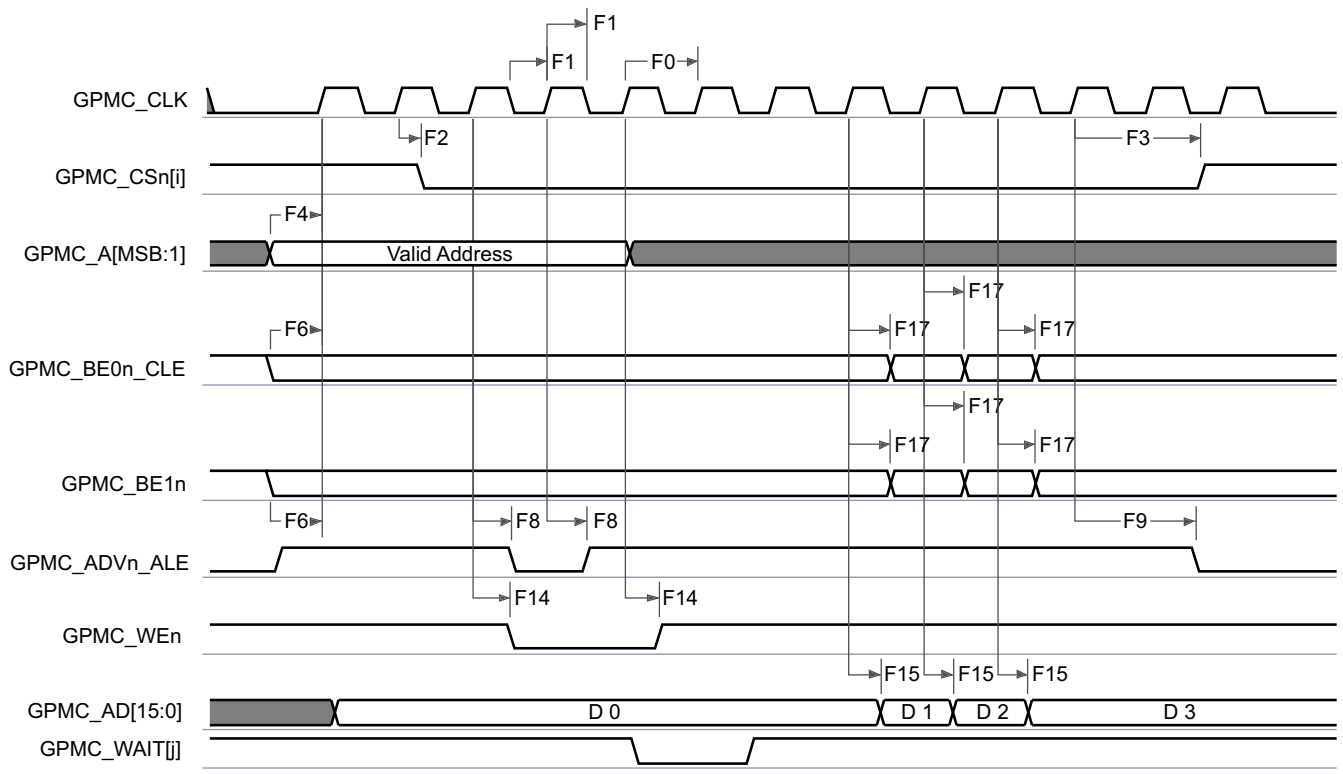 F1
F1
F0
GPMC_CLK
F2
F3
GPMC_CSn[i]
F4
GPMC_A[MSB:1]
Valid Address
F17
F6
F17
F17
GPMC_BE0n_CLE
F17
F17
F17
GPMC_BE1n
F6
F8
F8
F9
GPMC_ADVn_ALE
F14
F14
GPMC_WEn
F15
F15
F15
GPMC_AD[15:0]
D 0
D 1
D 2
D 3
GPMC_WAIT[j]